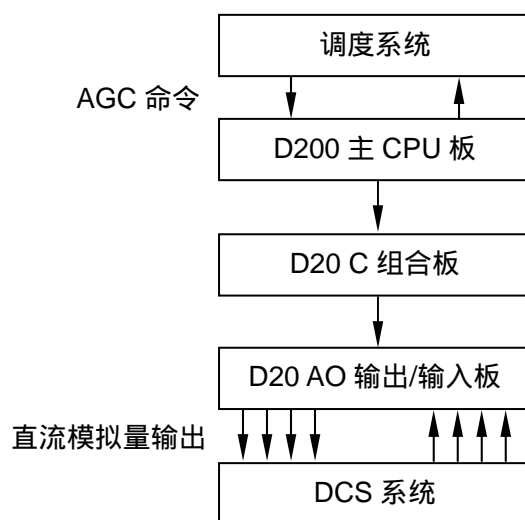 调度系统
AGC 命令
D200 主 CPU 板
D20 C 组合板
D20 AO 输出/输入板
直流模拟量输出
DCS 系统